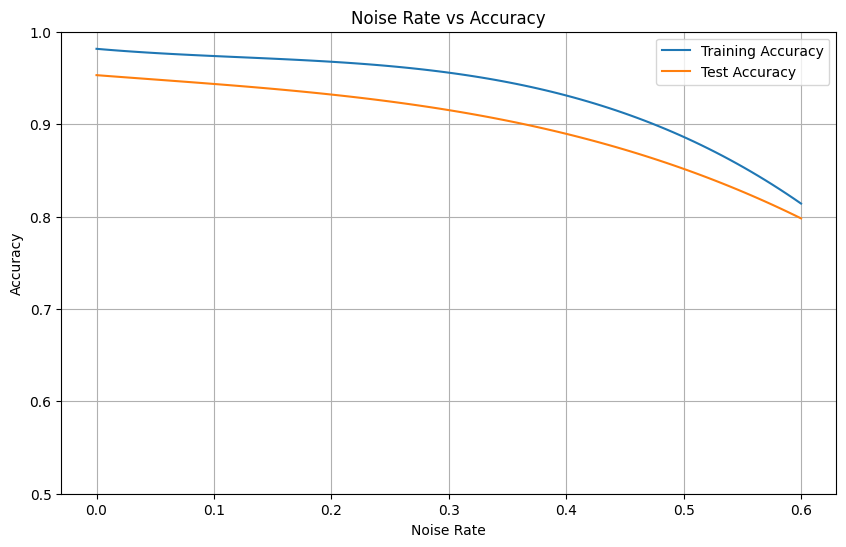 Noise Rate vs Accuracy
Training Accuracy
Test Accuracy
1.0
0.9
0.8
0.7
0.6
0.5
Accuracy
0.0 0.1 0.2 0.3 0.4 0.5 0.6
Noise Rate